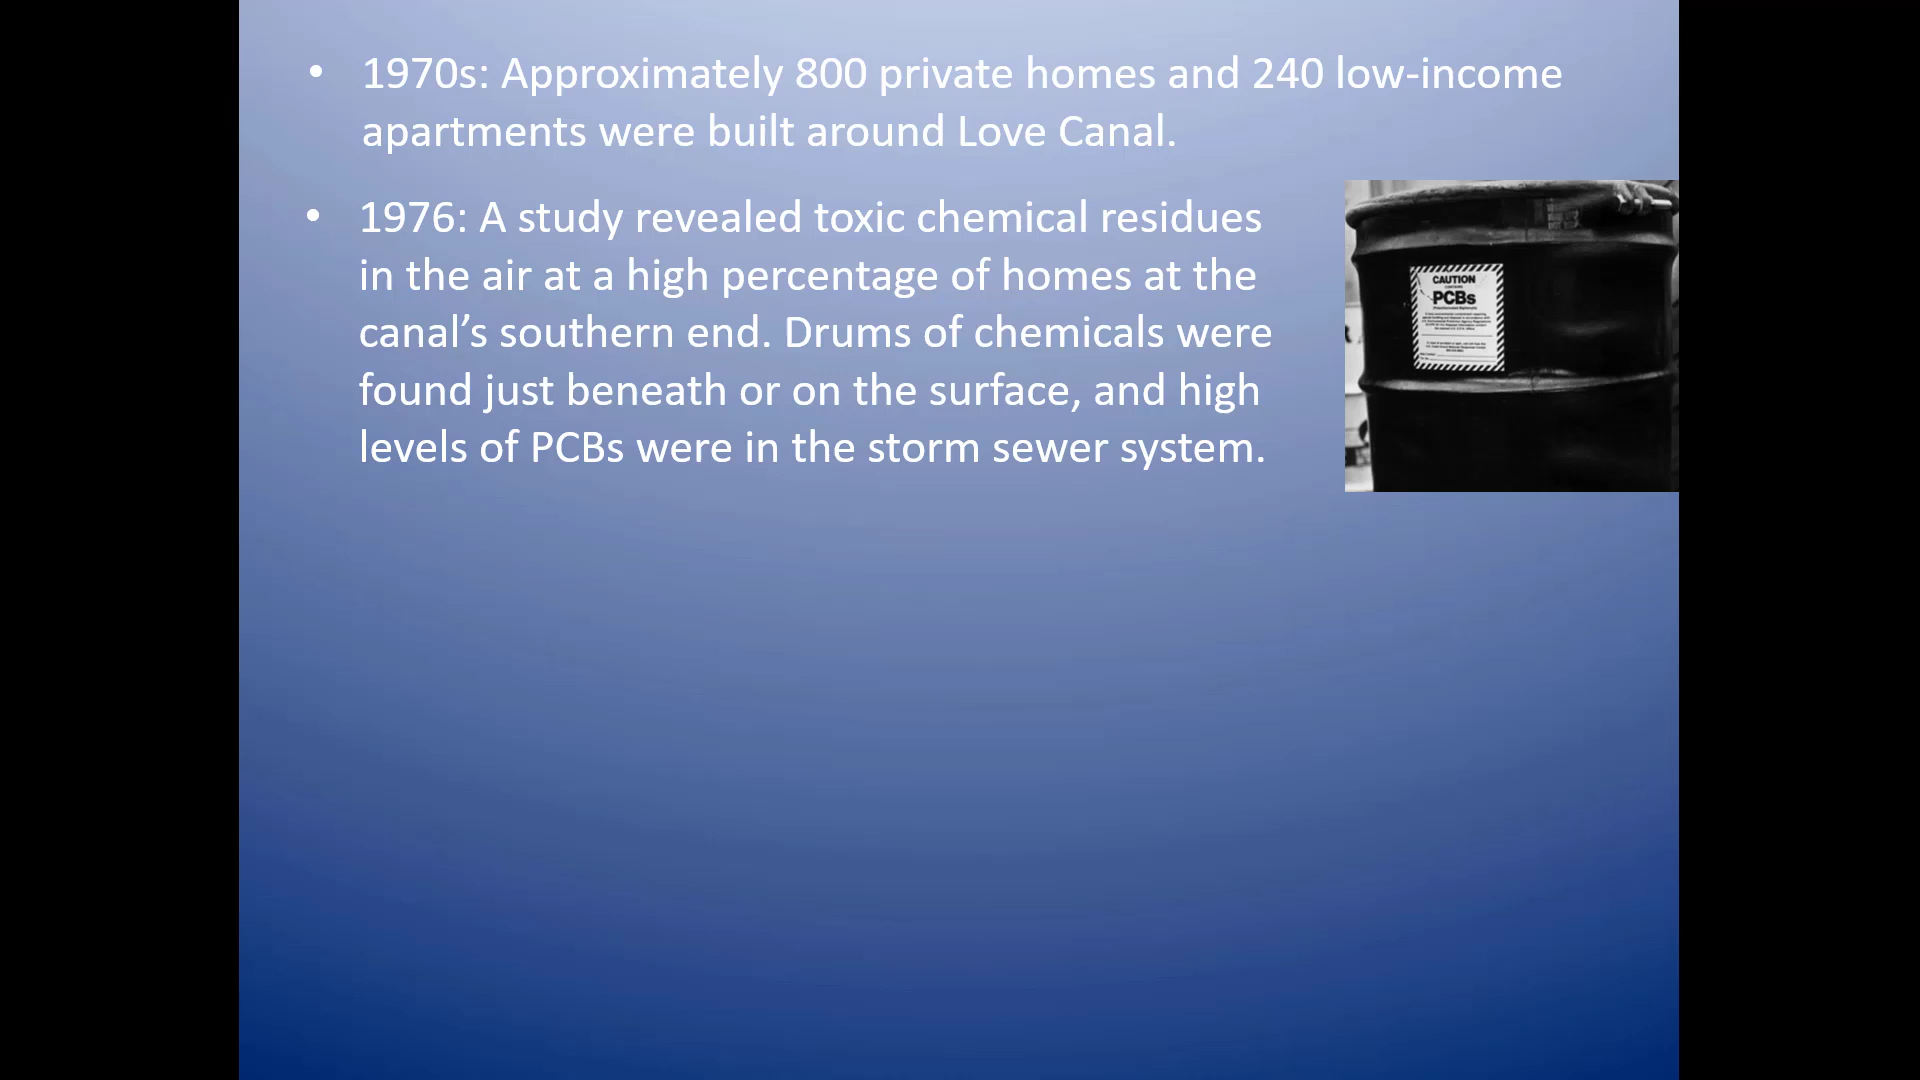 • 1970s: Approximately 800 private homes and 240 low-income
apartments were built around Love Canal.
• 1976: A study revealed toxic chemical residues
in the air at a high percentage of homes at the
canal’s southern end. Drums of chemicals were
found just beneath or on the surface, and high
levels of PCBs were in the storm sewer system.
CAUTION
CONTAINS
PCBs